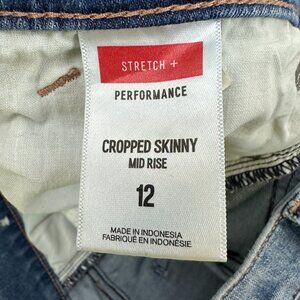 STRETCH +
PERFORMANCE
CROPPED SKINNY
MID RISE
12
MADE IN INDONESIA
FABRIQUÉ EN INDONÉSIE